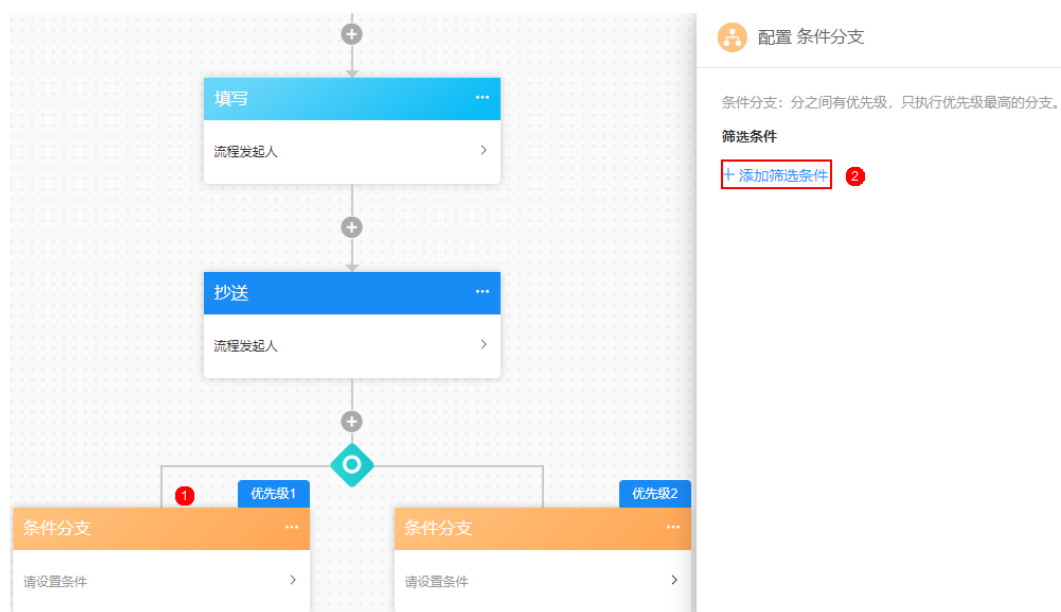 填写
流程发起人
抄送
流程发起人
1
优先级1
优先级2
条件分支
条件分支
请设置条件
请设置条件
配置 条件分支
条件分支：分之间有优先级，只执行优先级最高的分支。
筛选条件
+ 添加筛选条件
2